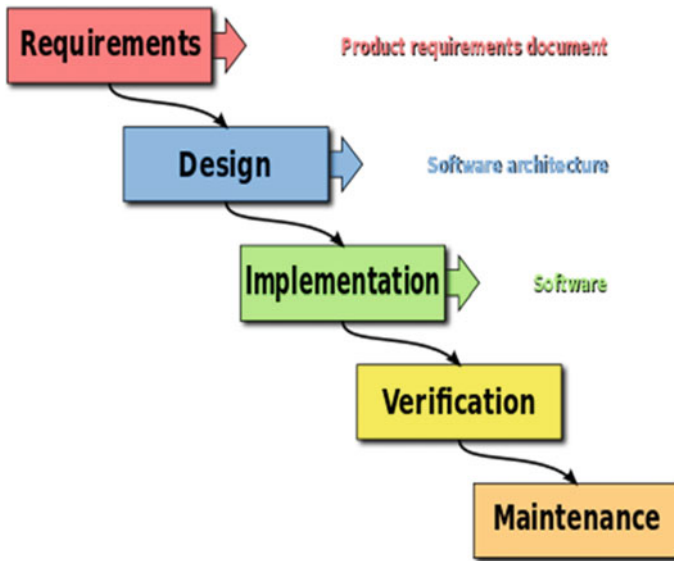 Requirements
Product requirements document
Design
Software architecture
Implementation
Software
Verification
Maintenance